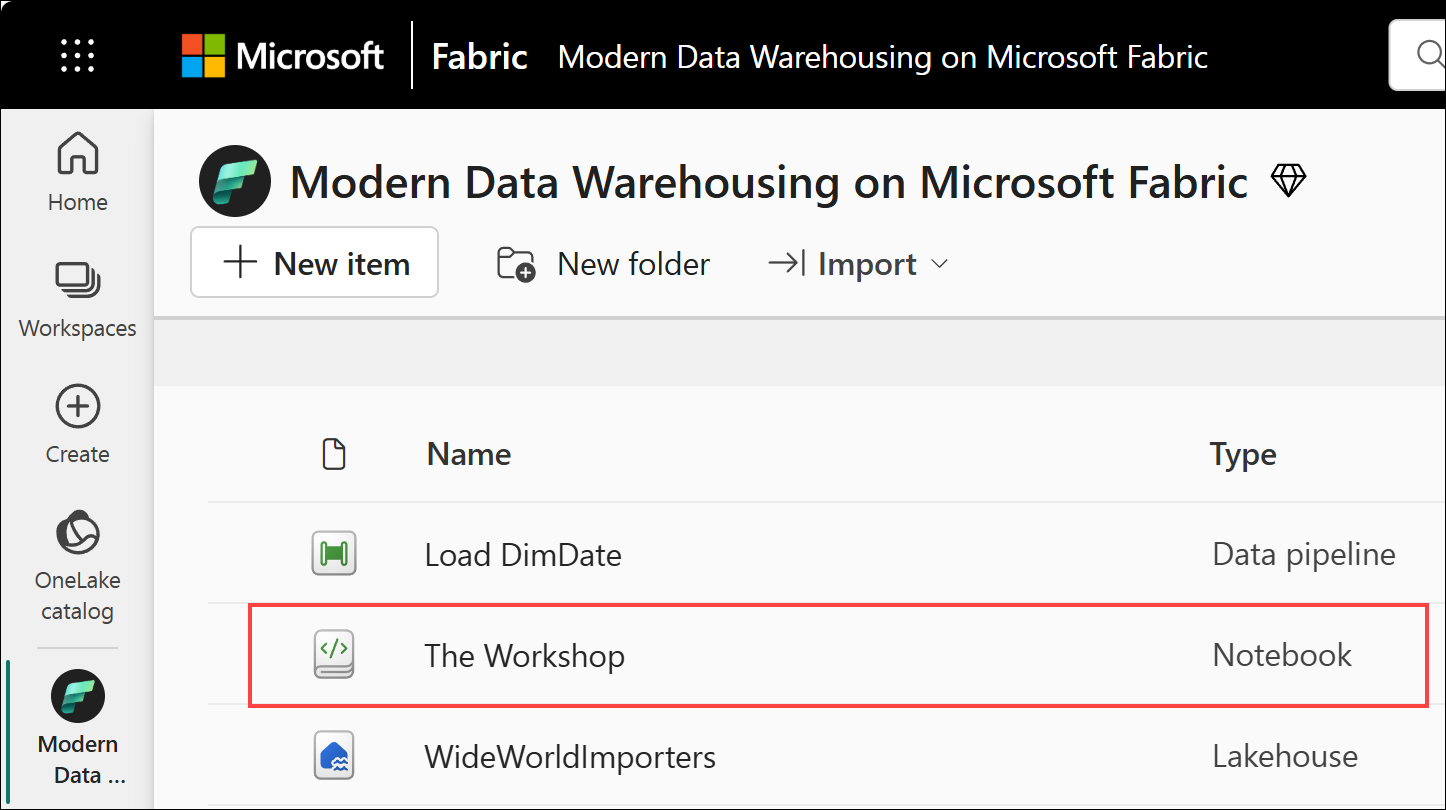 Microsoft Fabric Modern Data Warehousing on Microsoft Fabric
Home
Workspaces
Create
OneLake
catalog
Modern
Data ...
Modern Data Warehousing on Microsoft Fabric
New item New folder Import
Name Type
Load DimDate Data pipeline
</> The Workshop Notebook
WideWorldImporters Lakehouse